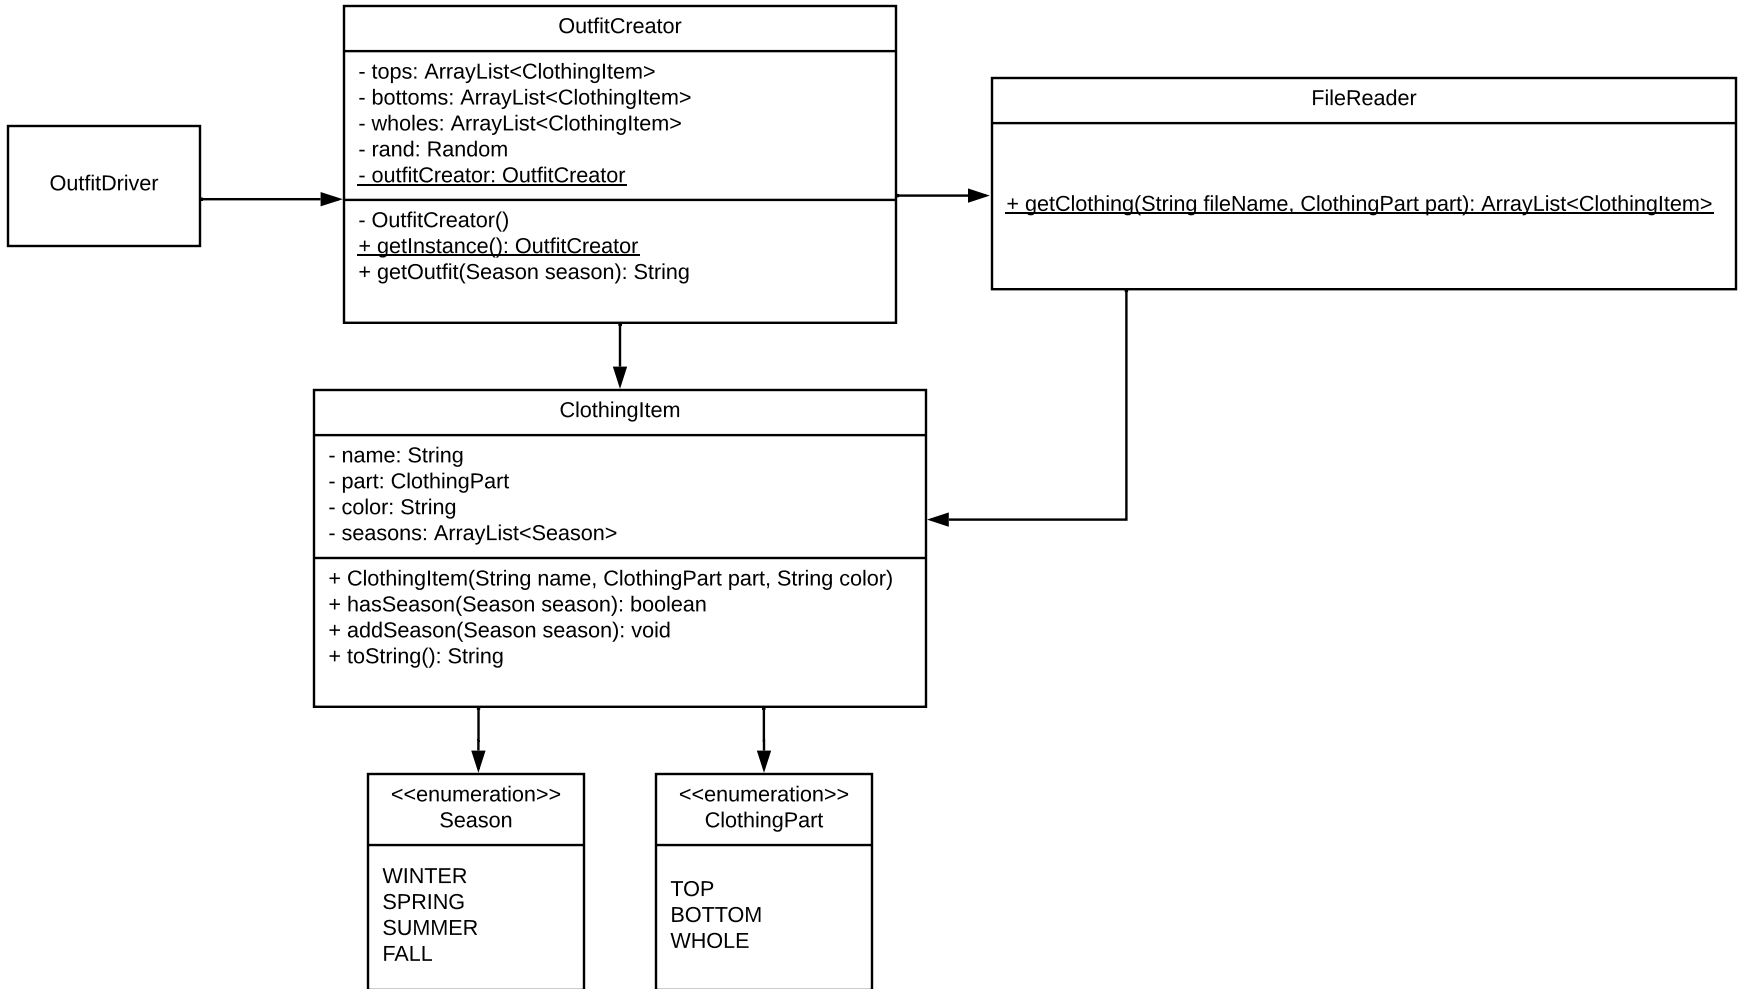 OutfitCreator
- tops: ArrayList<ClothingItem>
- bottoms: ArrayList<ClothingItem>
- wholes: ArrayList<ClothingItem>
- rand: Random
- outfitCreator: OutfitCreator
- OutfitCreator()
+ getInstance(): OutfitCreator
+ getOutfit(Season season): String
OutfitDriver
FileReader
+ getClothing(String fileName, ClothingPart part): ArrayList<ClothingItem>
ClothingItem
- name: String
- part: ClothingPart
- color: String
- seasons: ArrayList<Season>
+ ClothingItem(String name, ClothingPart part, String color)
+ hasSeason(Season season): boolean
+ addSeason(Season season): void
+ toString(): String
<<enumeration>>
Season
WINTER
SPRING
SUMMER
FALL
<<enumeration>>
ClothingPart
TOP
BOTTOM
WHOLE